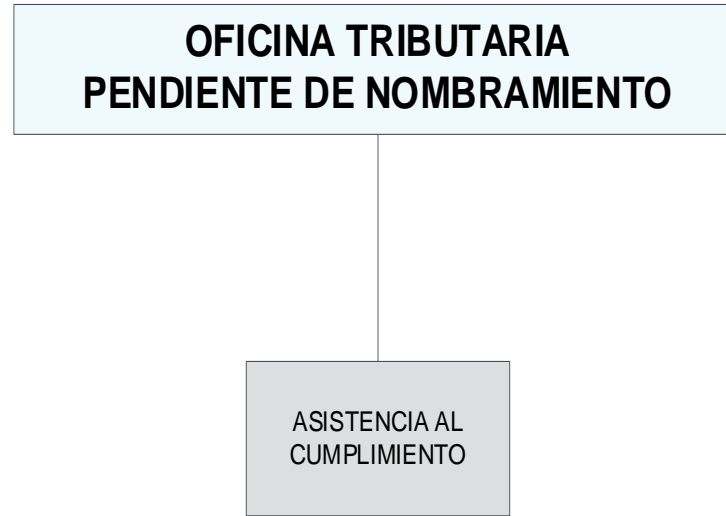 OFICINA TRIBUTARIA
PENDIENTE DE NOMBRAMIENTO
ASISTENCIA AL
CUMPLIMIENTO